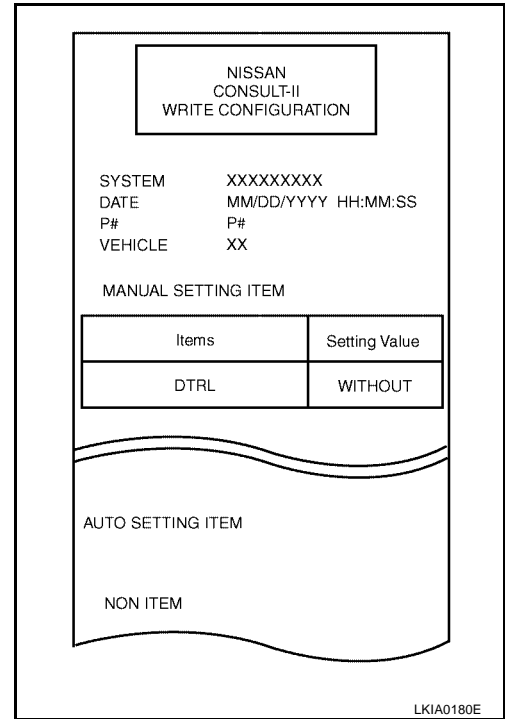 NISSAN
CONSULT-II
WRITE CONFIGURATION
SYSTEM XXXXXXXXX
DATE MM/DD/YYYY HH:MM:SS
P# P#
VEHICLE XX
MANUAL SETTING ITEM
Items Setting Value
DTRL WITHOUT
AUTO SETTING ITEM
NON ITEM
LKIA0180E